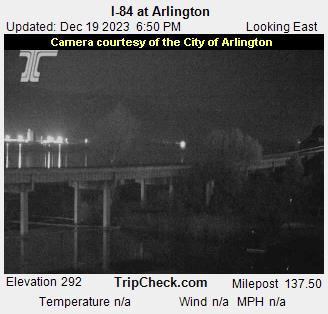 I-84 at Arlington
Updated: Dec 19 2023 6:50 PM Looking East
Camera courtesy of the City of Arlington
Elevation 292 TripCheck.com Milepost 137.50
Temperature n/a Wind n/a MPH n/a